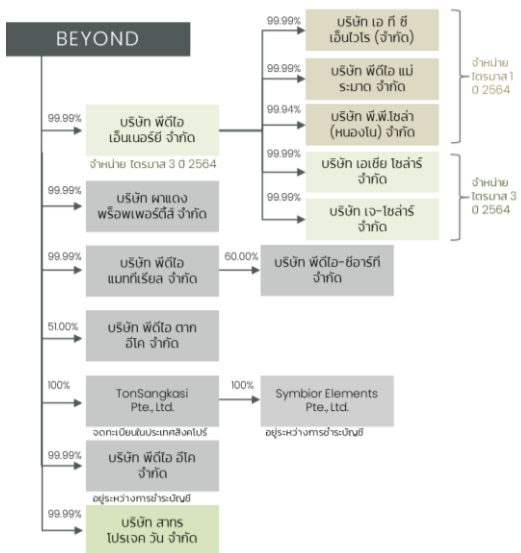 BEYOND
99.99%
บริษัท พีดีไอ
เอ็นเนอร์ยี จำกัด
จำหน่าย ไตรมาส 3 ปี 2564
99.99%
บริษัท เอ ที ซี
เอ็นไวโร (จำกัด)
99.99%
บริษัท พีดีไอ แม่
ระมาด จำกัด
99.94%
บริษัท พี.พี.โซล่า
(หนองโน) จำกัด
จำหน่าย
ไตรมาส 1
ปี 2564
99.99%
บริษัท เอเชีย โซล่าร์
จำกัด
99.99%
บริษัท เจ-โซล่าร์
จำกัด
จำหน่าย
ไตรมาส 3
ปี 2564
99.99%
บริษัท ผาแดง
พร็อพเพอร์ตี้ส์ จำกัด
99.99%
บริษัท พีดีไอ
แมททีเรียล จำกัด
60.00%
บริษัท พีดีไอ-ซีอาร์ที
จำกัด
51.00%
บริษัท พีดีไอ ตาก
อีโค จำกัด
100%
TonSangkasi
Pte., Ltd.
จดทะเบียนในประเทศสิงคโปร์
100%
Symbior Elements
Pte., Ltd.
อยู่ระหว่างการชำระบัญชี
99.99%
บริษัท พีดีไอ อีโค
จำกัด
อยู่ระหว่างการชำระบัญชี
99.99%
บริษัท สาทร
โปรเจค วัน จำกัด